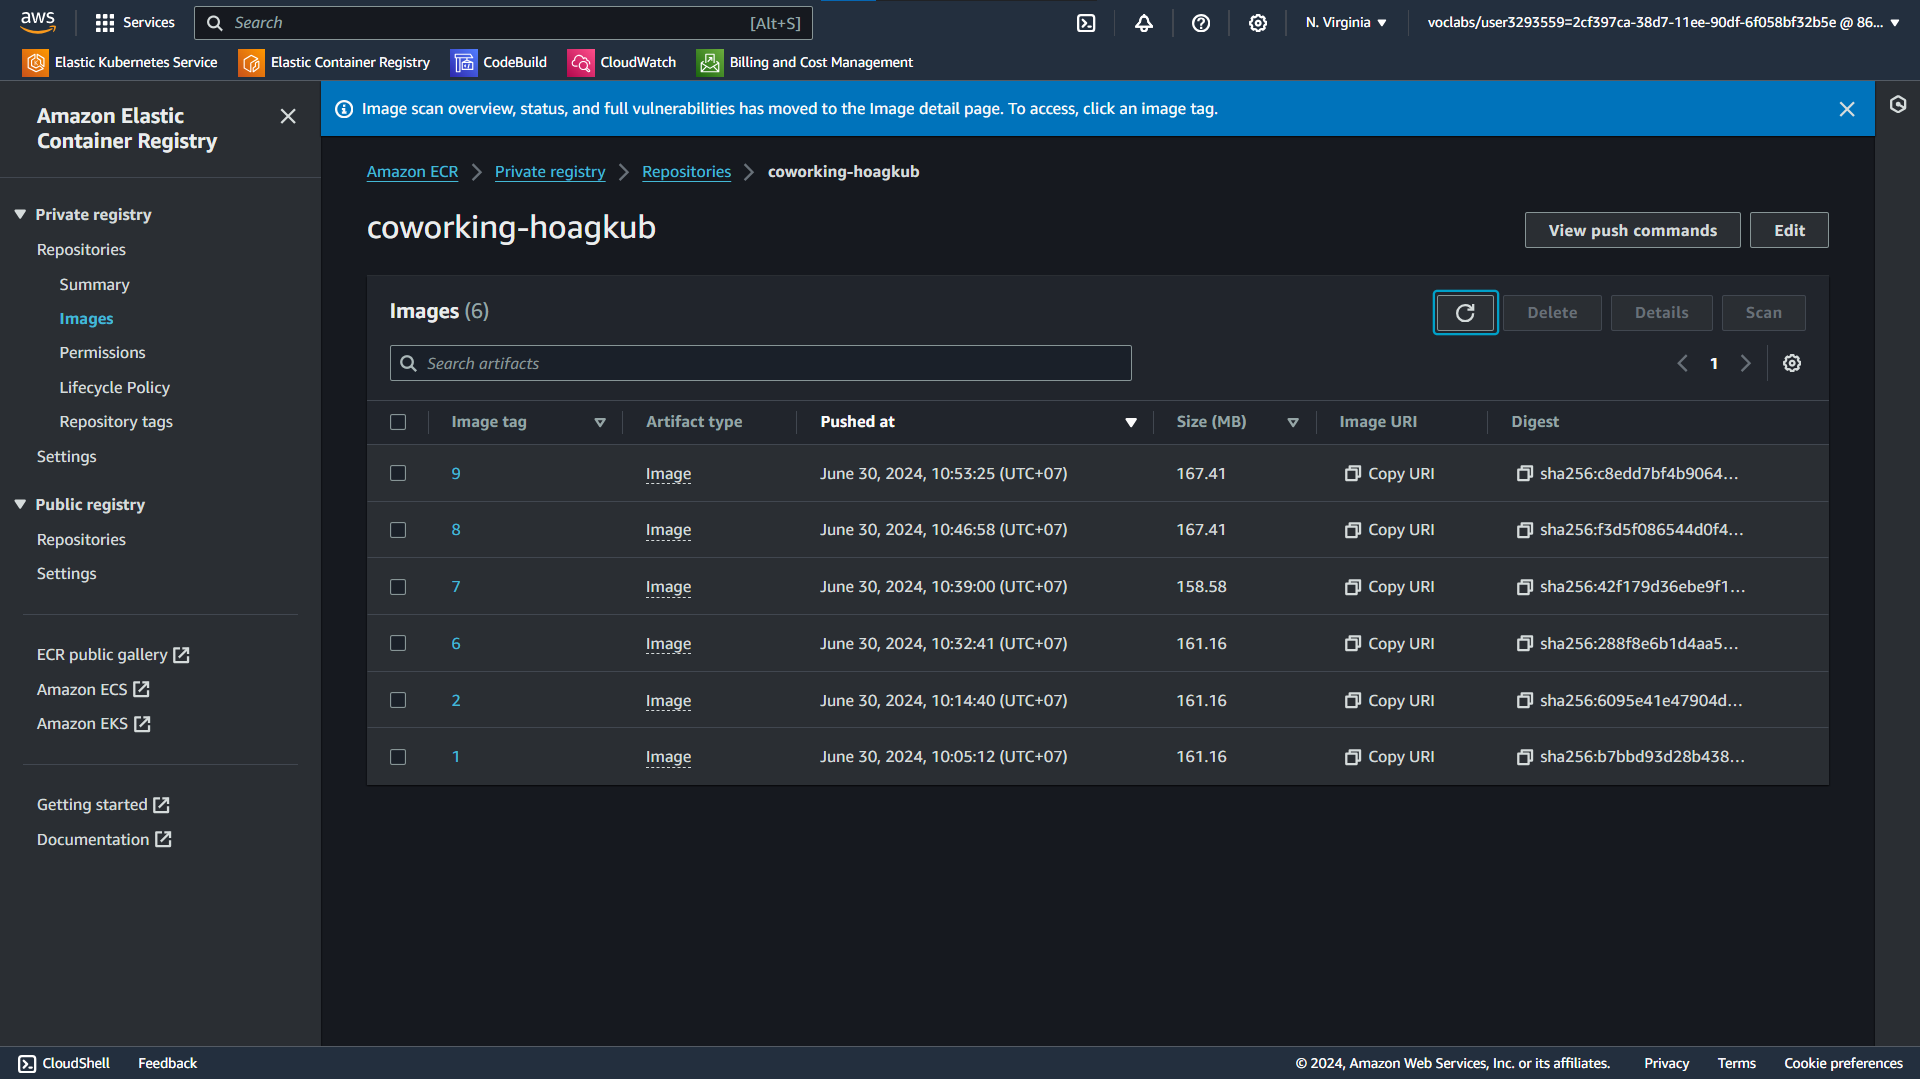 aws
Services
Search
[Alt+S]
N. Virginia
voclabs/user3293559=2cf397ca-38d7-11ee-90df-6f058bf32b5e @ 86...
Elastic Kubernetes Service
Elastic Container Registry
CodeBuild
CloudWatch
Billing and Cost Management
Amazon Elastic
Container Registry
Private registry
Repositories
Summary
Images
Permissions
Lifecycle Policy
Repository tags
Settings
Public registry
Repositories
Settings
ECR public gallery
Amazon ECS
Amazon EKS
Getting started
Documentation
Image scan overview, status, and full vulnerabilities has moved to the Image detail page. To access, click an image tag.
Amazon ECR > Private registry > Repositories > coworking-hoagkub
coworking-hoagkub
View push commands
Edit
Images (6)
Delete
Details
Scan
Search artifacts
1
Image tag Artifact type Pushed at Size (MB) Image URI Digest
9 Image June 30, 2024, 10:53:25 (UTC+07) 167.41 Copy URI sha256:c8edd7bf4b9064...
8 Image June 30, 2024, 10:46:58 (UTC+07) 167.41 Copy URI sha256:f3d5f086544d0f4...
7 Image June 30, 2024, 10:39:00 (UTC+07) 158.58 Copy URI sha256:42f179d36ebe9f1...
6 Image June 30, 2024, 10:32:41 (UTC+07) 161.16 Copy URI sha256:288f8e6b1d4aa5...
2 Image June 30, 2024, 10:14:40 (UTC+07) 161.16 Copy URI sha256:6095e41e47904d...
1 Image June 30, 2024, 10:05:12 (UTC+07) 161.16 Copy URI sha256:b7bbd93d28b438...
CloudShell
Feedback
© 2024, Amazon Web Services, Inc. or its affiliates.
Privacy
Terms
Cookie preferences